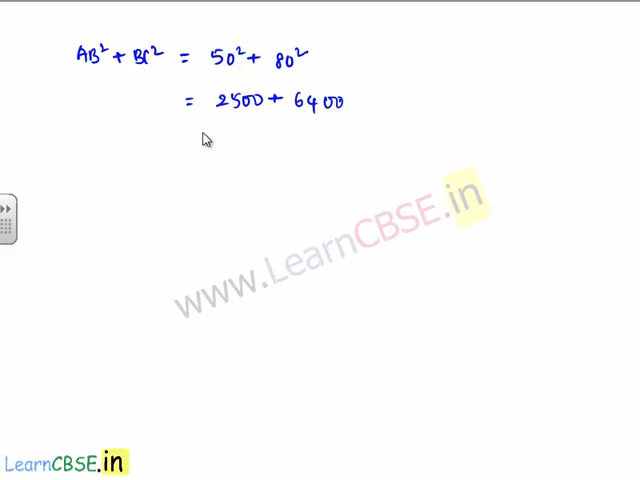 AB² + BC² = 50² + 80²
= 2500 + 6400
www.LearnCBSE.in
LearnCBSE.in